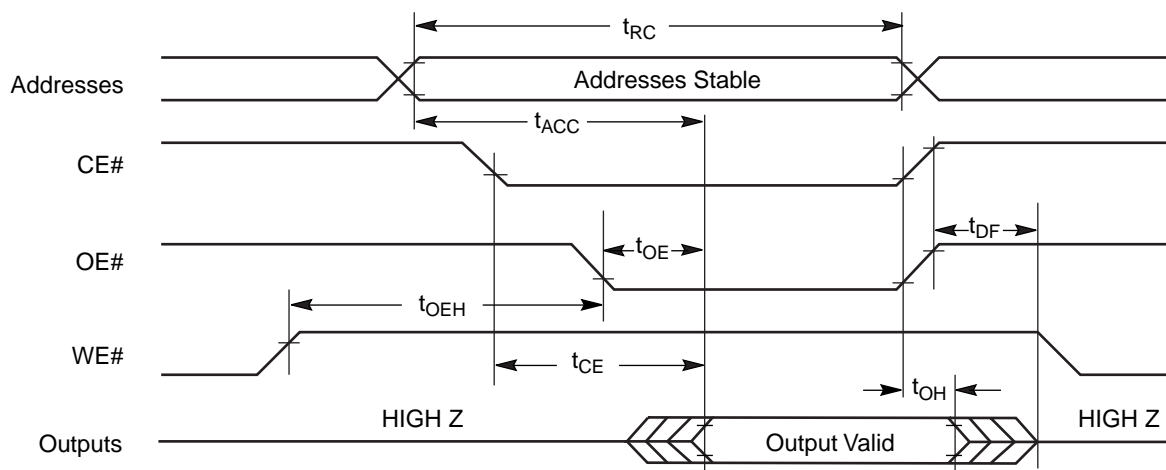 tRC
Addresses
Addresses Stable
tACC
CE#
tDF
OE#
tOE
tOEH
WE#
tCE
tOH
HIGH Z
HIGH Z
Outputs
Output Valid